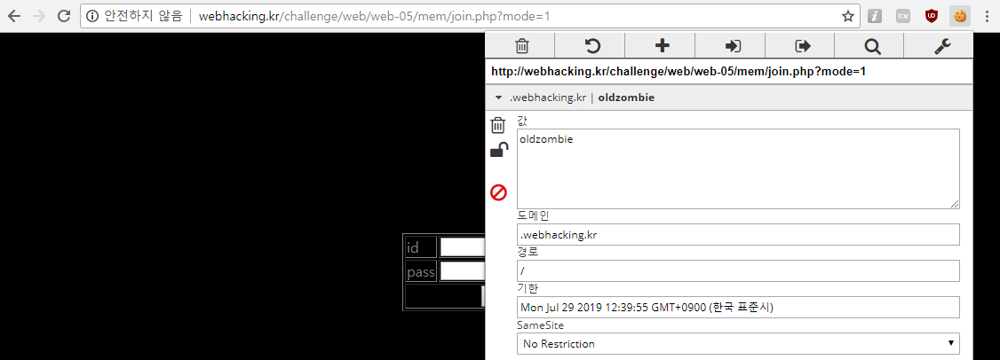 안전하지 않음 | webhacking.kr/challenge/web/web-05/mem/join.php?mode=1
http://webhacking.kr/challenge/web/web-05/mem/join.php?mode=1
.webhacking.kr | oldzombie
값
oldzombie
도메인
.webhacking.kr
경로
/
기한
Mon Jul 29 2019 12:39:55 GMT+0900 (한국 표준시)
SameSite
No Restriction
id
pass